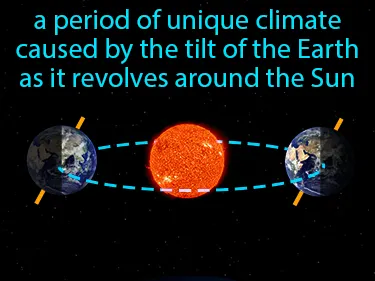 a period of unique climate
caused by the tilt of the Earth
as it revolves around the Sun